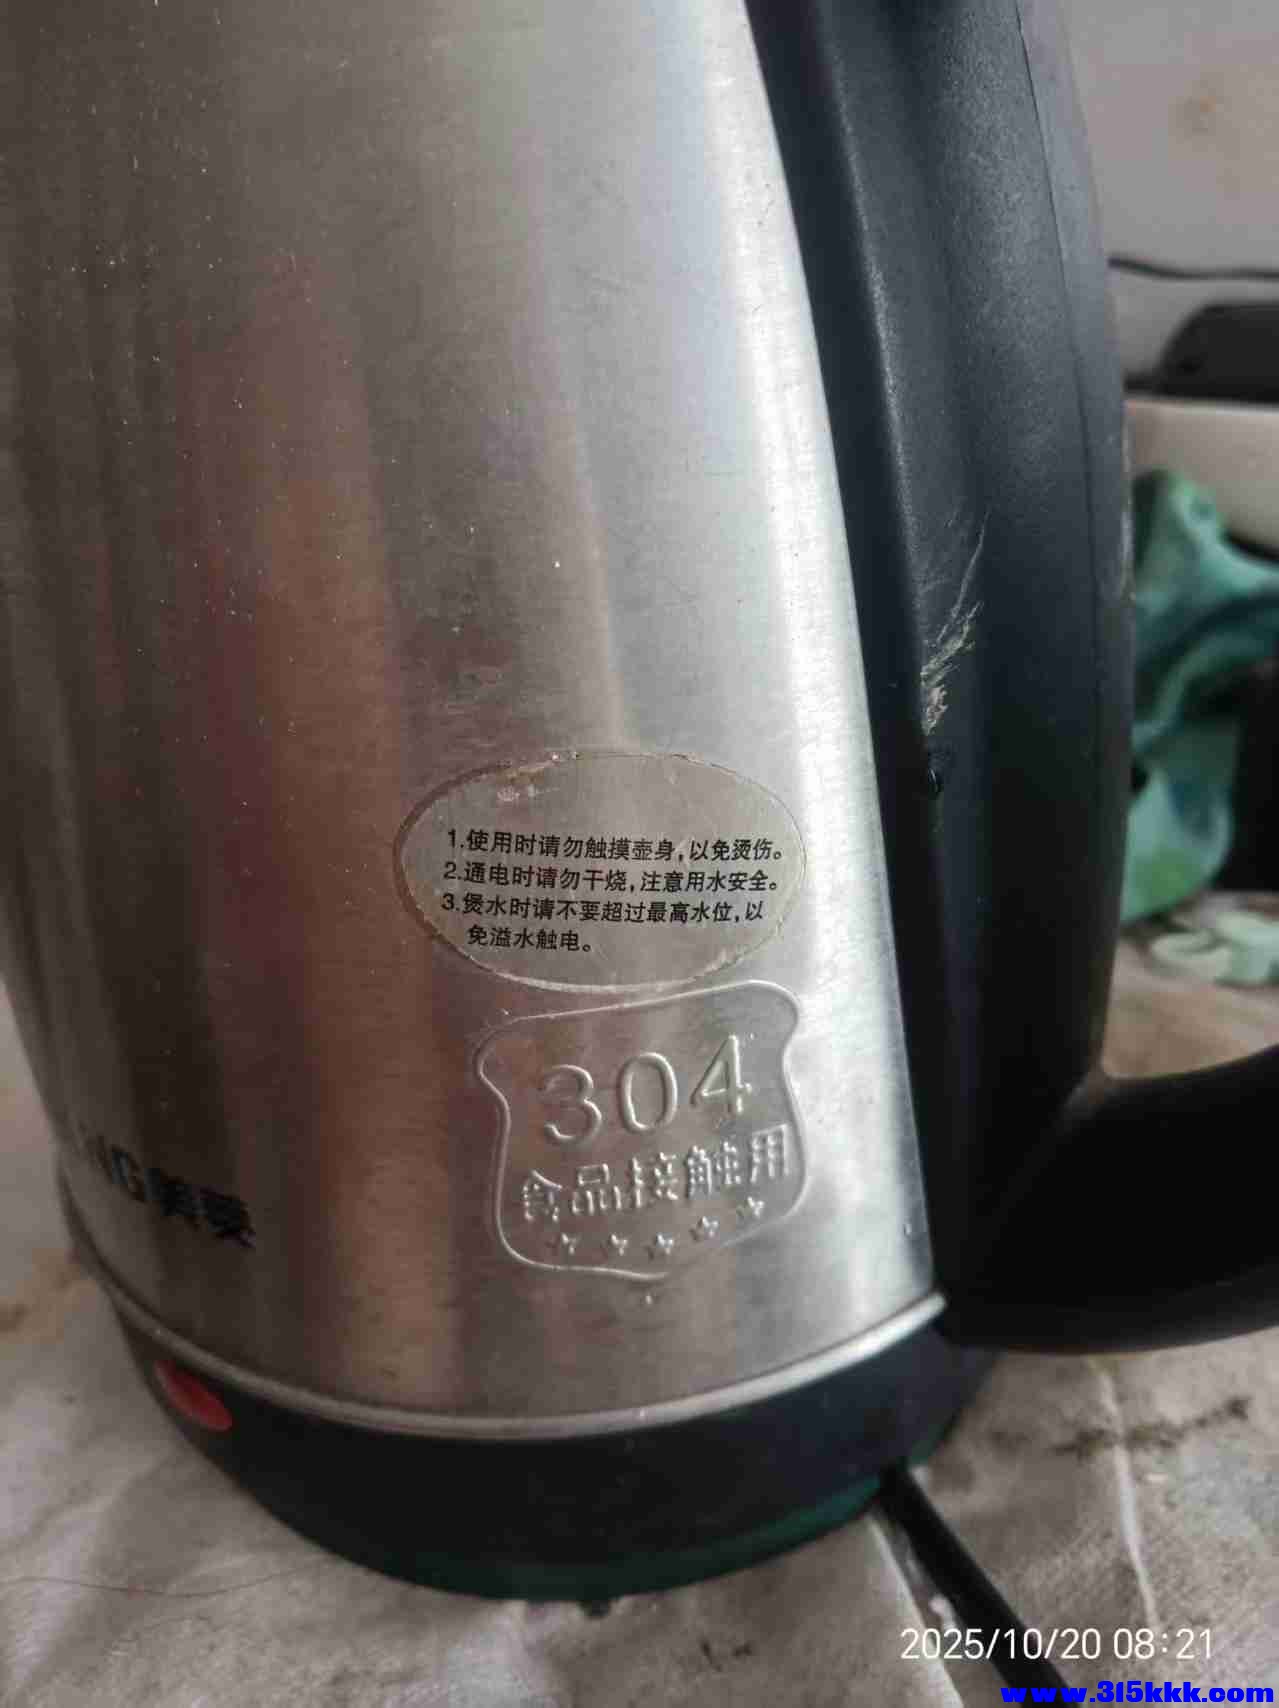 1.使用时请勿触摸壶身,以免烫伤。
2.通电时请勿干烧,注意用水安全。
3.煲水时请不要超过最高水位,以
免溢水触电。
304
食品接触用
2025/10/20 08:21
www.315kkk.com